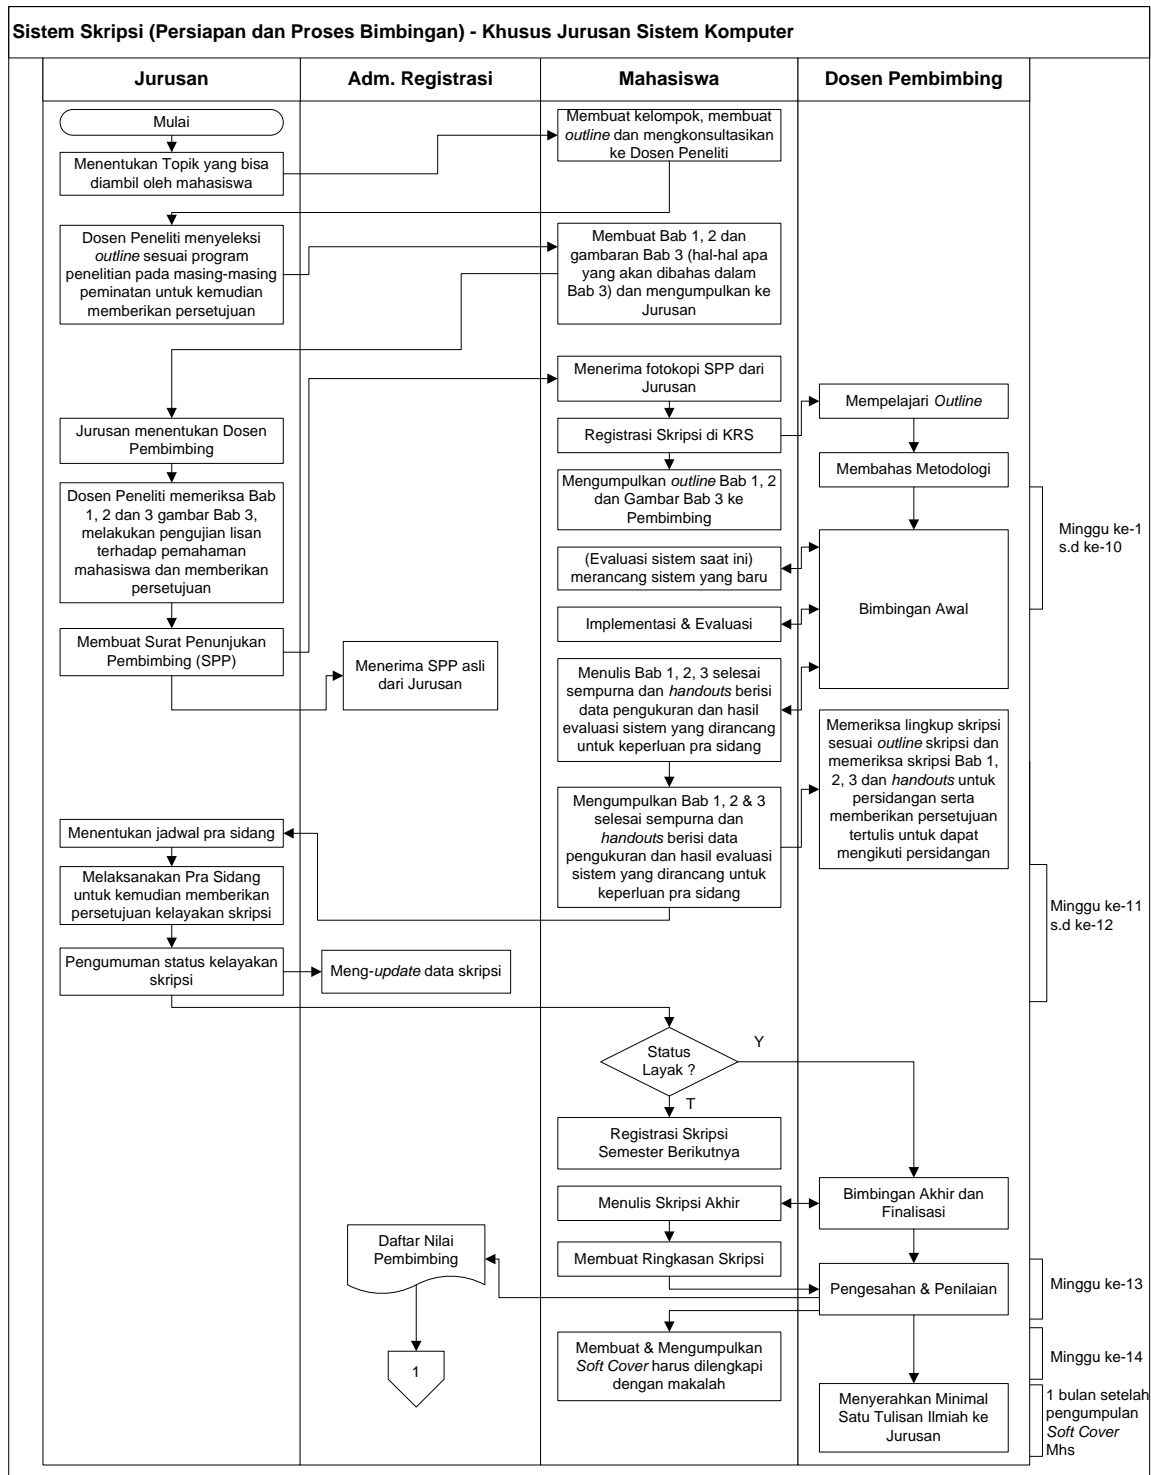 Sistem Skripsi (Persiapan dan Proses Bimbingan) - Khusus Jurusan Sistem Komputer
Jurusan
Adm. Registrasi
Mahasiswa
Dosen Pembimbing
Mulai
Membuat kelompok, membuat
outline dan mengkonsultasikan
ke Dosen Peneliti
Menentukan Topik yang bisa
diambil oleh mahasiswa
Dosen Peneliti menyeleksi
outline sesuai program
penelitian pada masing-masing
peminatan untuk kemudian
memberikan persetujuan
Membuat Bab 1, 2 dan
gambaran Bab 3 (hal-hal apa
yang akan dibahas dalam
Bab 3) dan mengumpulkan ke
Jurusan
Menerima fotokopi SPP dari
Jurusan
Mempelajari Outline
Jurusan menentukan Dosen
Pembimbing
Registrasi Skripsi di KRS
Membahas Metodologi
Dosen Peneliti memeriksa Bab
1, 2 dan 3 gambar Bab 3,
melakukan pengujian lisan
terhadap pemahaman
mahasiswa dan memberikan
persetujuan
Mengumpulkan outline Bab 1, 2
dan Gambar Bab 3 ke
Pembimbing
Minggu ke-1
s.d ke-10
(Evaluasi sistem saat ini)
merancang sistem yang baru
Bimbingan Awal
Implementasi & Evaluasi
Membuat Surat Penunjukan
Pembimbing (SPP)
Menerima SPP asli
dari Jurusan
Menulis Bab 1, 2, 3 selesai
sempurna dan handouts berisi
data pengukuran dan hasil
evaluasi sistem yang dirancang
untuk keperluan pra sidang
Memeriksa lingkup skripsi
sesuai outline skripsi dan
memeriksa skripsi Bab 1,
2, 3 dan handouts untuk
persidangan serta
memberikan persetujuan
tertulis untuk dapat
mengikuti persidangan
Mengumpulkan Bab 1, 2 & 3
selesai sempurna dan
handouts berisi data
pengukuran dan hasil evaluasi
sistem yang dirancang untuk
keperluan pra sidang
Menentukan jadwal pra sidang
Melaksanakan Pra Sidang
untuk kemudian memberikan
persetujuan kelayakan skripsi
Minggu ke-11
s.d ke-12
Pengumuman status kelayakan
skripsi
Meng-update data skripsi
Status
Layak ?
Y
T
Registrasi Skripsi
Semester Berikutnya
Menulis Skripsi Akhir
Bimbingan Akhir dan
Finalisasi
Daftar Nilai
Pembimbing
Membuat Ringkasan Skripsi
Pengesahan & Penilaian
Minggu ke-13
Membuat & Mengumpulkan
Soft Cover harus dilengkapi
dengan makalah
Minggu ke-14
1
Menyerahkan Minimal
Satu Tulisan Ilmiah ke
Jurusan
1 bulan setelah
pengumpulan
Soft Cover
Mhs